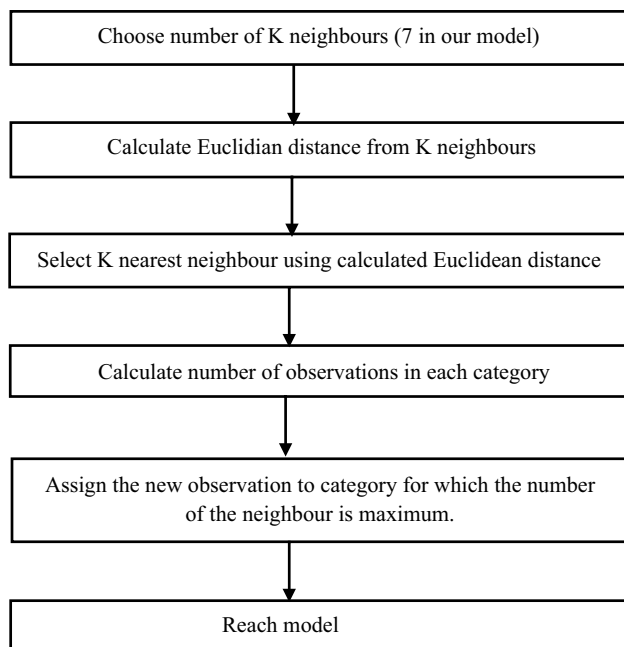 Choose number of K neighbours (7 in our model)
Calculate Euclidian distance from K neighbours
Select K nearest neighbour using calculated Euclidean distance
Calculate number of observations in each category
Assign the new observation to category for which the number
of the neighbour is maximum.
Reach model